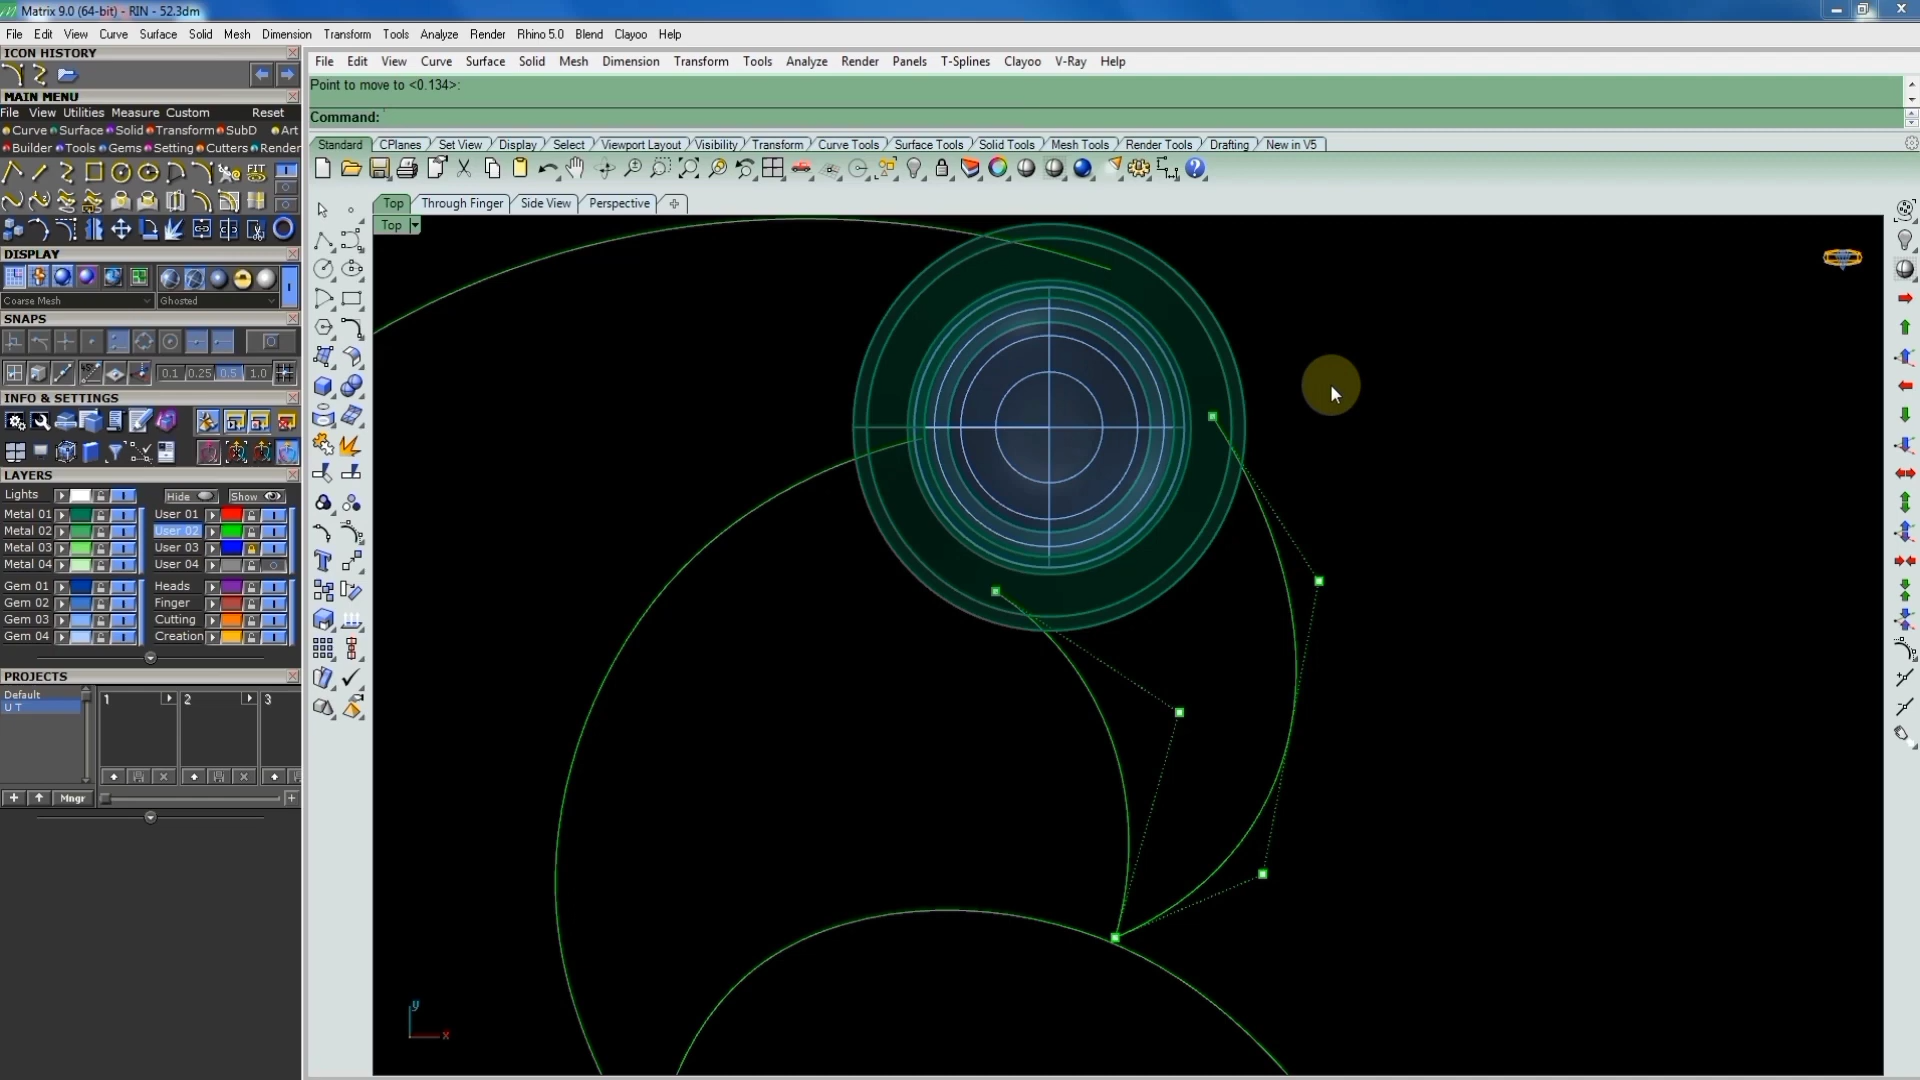 Matrix 9.0 (64-bit) - RIN - 52.3dm
File Edit View Curve Surface Solid Mesh Dimension Transform Tools Analyze Render Rhino 5.0 Blend Clayoo Help
ICON HISTORY
MAIN MENU
File View Utilities Measure Custom Reset
Curve Surface Solid Transform SubD Art
Builder Tools Gems Setting Cutters Render
FIT
DISPLAY
Coarse Mesh Ghosted
SNAPS
0.1 0.25 0.5 1.0
INFO & SETTINGS
LAYERS
Lights Hide Show
Metal 01 User 01
Metal 02 User 02
Metal 03 User 03
Metal 04 User 04
Gem 01 Heads
Gem 02 Finger
Gem 03 Cutting
Gem 04 Creation
PROJECTS
Default
U T
1 2 3
Mngr
File Edit View Curve Surface Solid Mesh Dimension Transform Tools Analyze Render Panels T-Splines Clayoo V-Ray Help
Point to move to <0.134>:
Command:
Standard CPlanes Set View Display Select Viewport Layout Visibility Transform Curve Tools Surface Tools Solid Tools Mesh Tools Render Tools Drafting New in V5
Top Through Finger Side View Perspective
Top
y
x